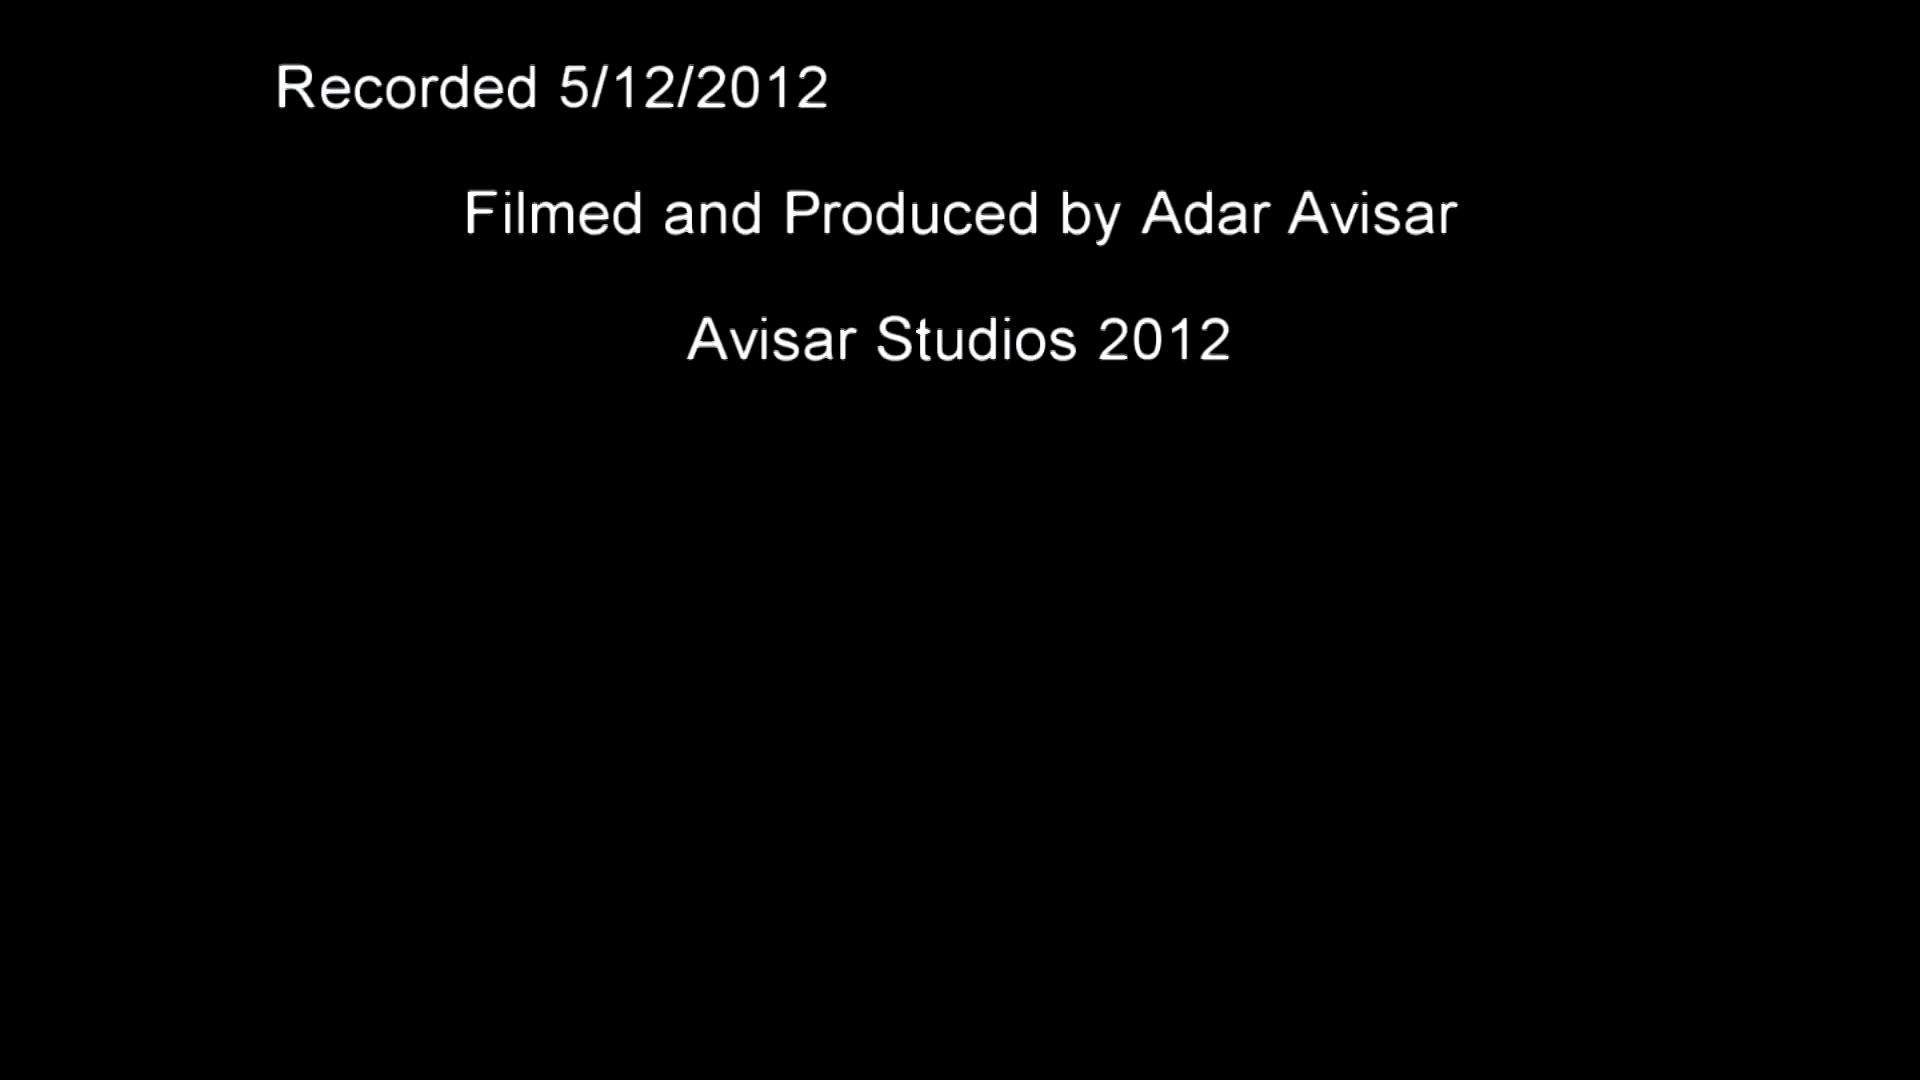 Recorded 5/12/2012
Filmed and Produced by Adar Avisar
Avisar Studios 2012